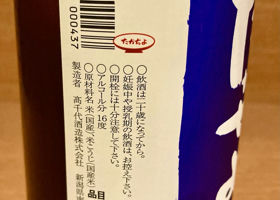 000437
たかちよ
○飲酒は二十歳になってから。
○妊娠中や授乳期の飲酒は、お控え下さい。
○開栓には十分注意して下さい。
○アルコール分 16度
○原材料名 米(国産)、米こうじ(国産米)
製造者 高千代酒造株式会社 新潟県南
品目